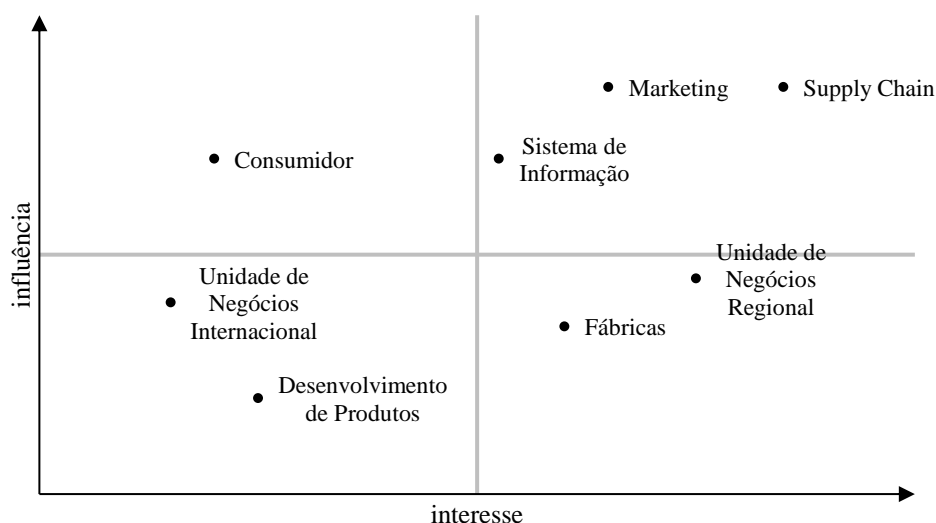 Marketing
Supply Chain
Consumidor
Sistema de
Informação
influência
Unidade de
Negócios
Internacional
Unidade de
Negócios
Regional
Fábricas
Desenvolvimento
de Produtos
interesse